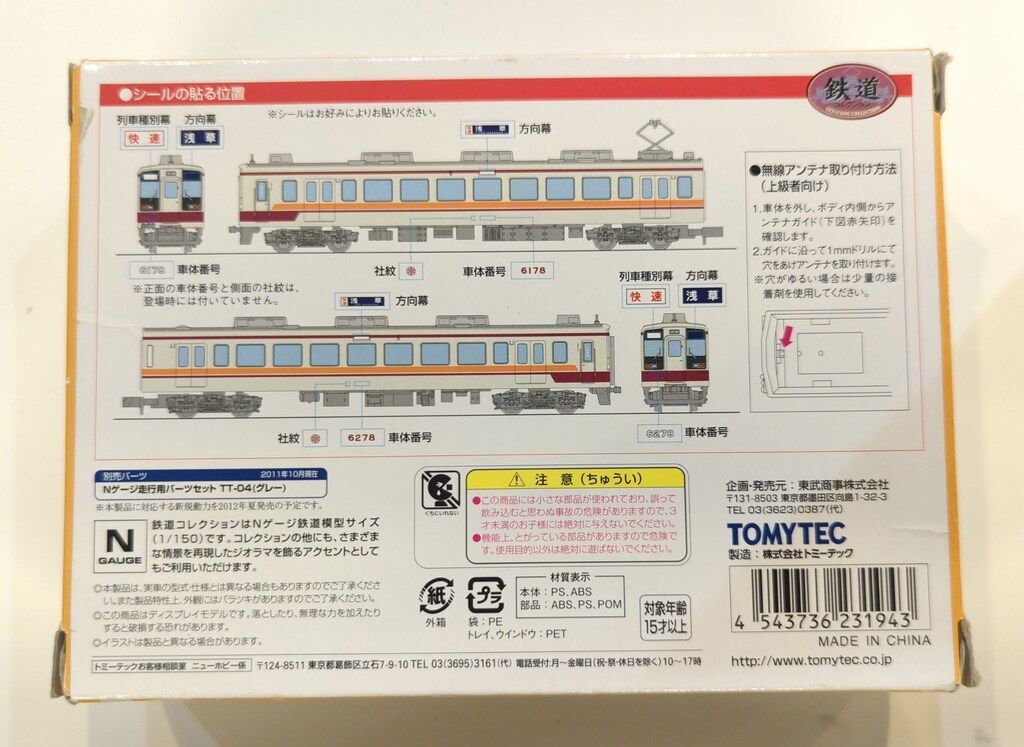 ●シールの貼る位置
鉄道
コレクション
※シールはお好みによりお貼りください。
列車種別幕 方向幕
快速 浅草
浅草 方向幕
6178 車体番号
社紋
車体番号 6178
※正面の車体番号と側面の社紋は、
登場時には付いていません。
浅草 方向幕
列車種別幕 方向幕
快速 浅草
社紋
6278 車体番号
6278 車体番号
●無線アンテナ取り付け方法
(上級者向け)
1.車体を外し、ボディ内側からア
ンテナガイド(下図赤矢印)を
確認します。
2.ガイドに沿って1mmドリルにて
穴をあけアンテナを取り付けます。
※穴がゆるい場合は少量の接
着剤を使用してください。
別売パーツ 2011年10月現在
Nゲージ走行用パーツセット TT-04(グレー)
※本製品に対応する新規動力を2012年夏発売の予定です。
N
GAUGE
鉄道コレクションはNゲージ鉄道模型サイズ
(1/150)です。コレクションの他にも、さまざま
な情景を再現したジオラマを飾るアクセントとして
もご利用いただけます。
◎本製品は、実車の型式・仕様とは異なる場合もありますのでご了承くださ
い。また製品特性上、外観にはバラツキがありますのでご了承ください。
◎この商品はディスプレイモデルです。落としたり、無理な力を加えたり
すると破損する恐れがあります。
◎イラストは製品と異なる場合があります。
くちにいれない
注意(ちゅうい)
●この商品には小さな部品が使われており、誤って
飲み込むと思わぬ事故の危険がありますので、3
才未満のお子様には絶対に与えないでください。
●機能上、とがっている部品がありますので危険で
す。使用目的以外は絶対に遊ばないでください。
紙
外箱
プラ
袋:PE
トレイ、ウインドウ:PET
材質表示
本体:PS、ABS
部品:ABS、PS、POM
対象年齢
15才以上
企画・発売元:東武商事株式会社
〒131-8503 東京都墨田区向島1-32-3
TEL 03(3623)0387(代)
TOMYTEC
製造:株式会社トミーテック
4 543736 231943
MADE IN CHINA
http://www.tomytec.co.jp
トミーテックお客様相談室 ニューホビー係 〒124-8511 東京都葛飾区立石7-9-10 TEL 03(3695)3161(代) 電話受付:月〜金曜日(祝・祭・休日を除く)10〜17時